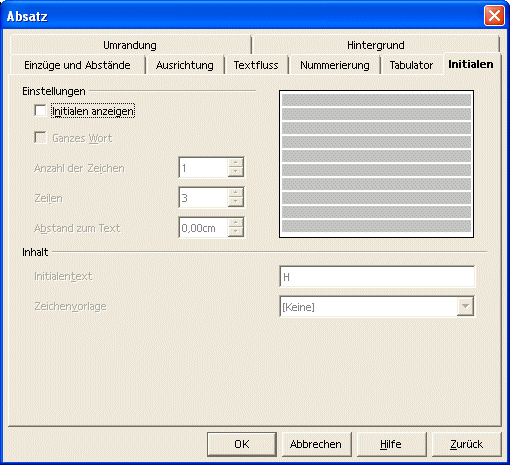 Absatz
Umrandung Hintergrund
Einzüge und Abstände Ausrichtung Textfluss Nummerierung Tabulator Initialen
Einstellungen
Initialen anzeigen
Ganzes Wort
Anzahl der Zeichen 1
Zeilen 3
Abstand zum Text 0,00cm
Inhalt
Initialentext H
Zeichenvorlage [Keine]
OK Abbrechen Hilfe Zurück